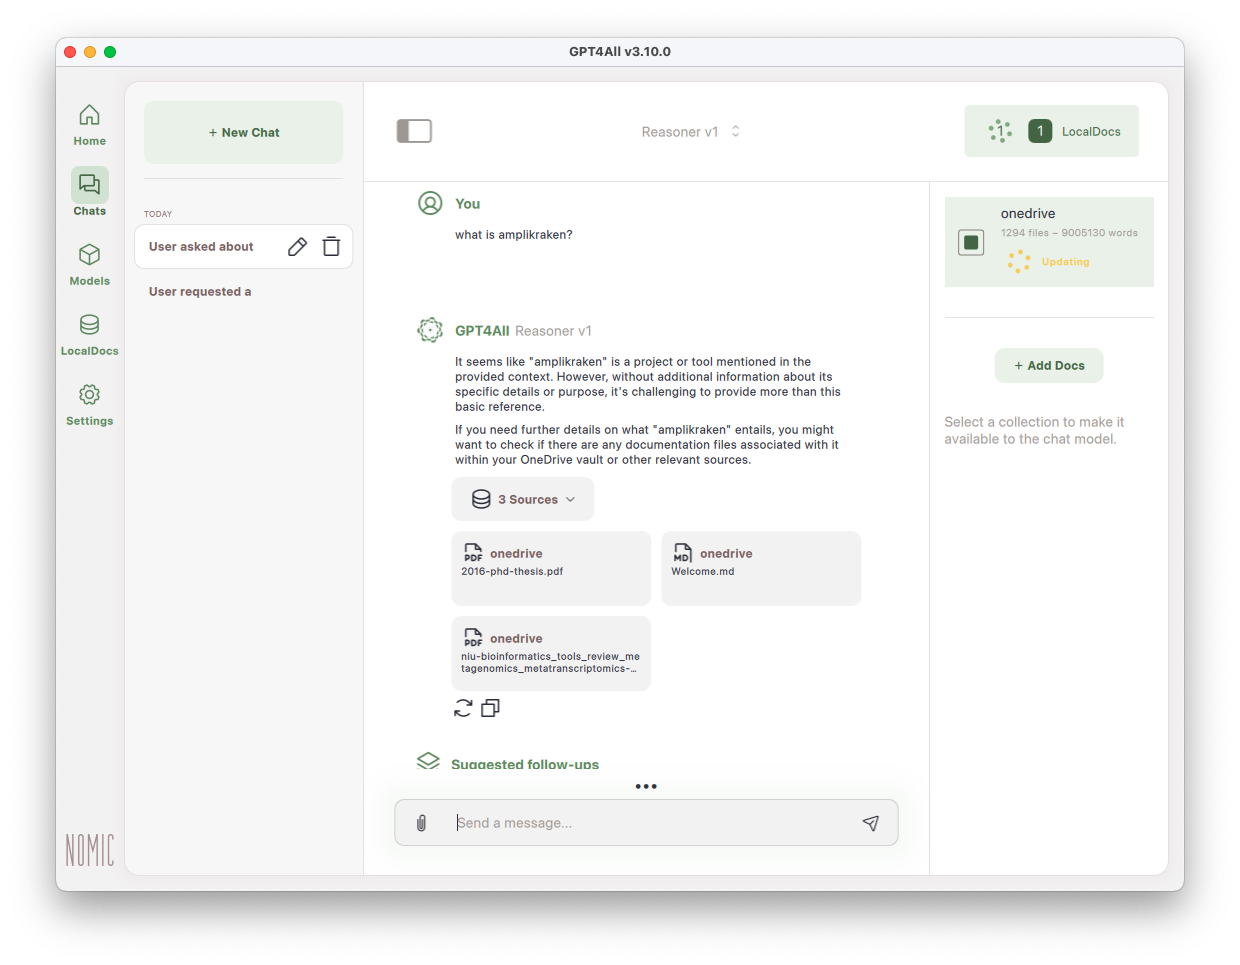 GPT4All v3.10.0
Home
Chats
Models
LocalDocs
Settings
NOMIC
+ New Chat
TODAY
User asked about
User requested a
Reasoner v1
1
1
LocalDocs
You
what is amplikraken?
GPT4All Reasoner v1
It seems like "amplikraken" is a project or tool mentioned in the
provided context. However, without additional information about its
specific details or purpose, it's challenging to provide more than this
basic reference.
If you need further details on what "amplikraken" entails, you might
want to check if there are any documentation files associated with it
within your OneDrive vault or other relevant sources.
3 Sources
PDF onedrive
2016-phd-thesis.pdf
MD onedrive
Welcome.md
PDF onedrive
niu-bioinformatics_tools_review_me
tagenomics_metatranscriptomics-...
Suggested follow-ups
Send a message...
onedrive
1294 files – 9005130 words
Updating
+ Add Docs
Select a collection to make it
available to the chat model.